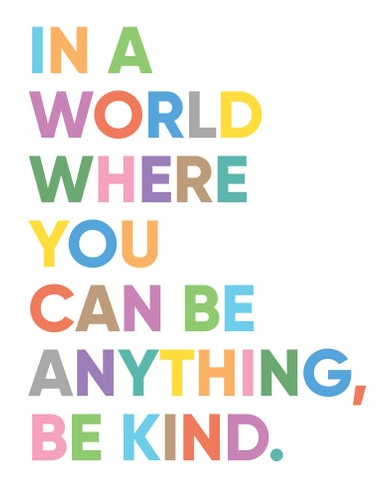 IN A
WORLD
WHERE
YOU
CAN BE
ANYTHING,
BE KIND.